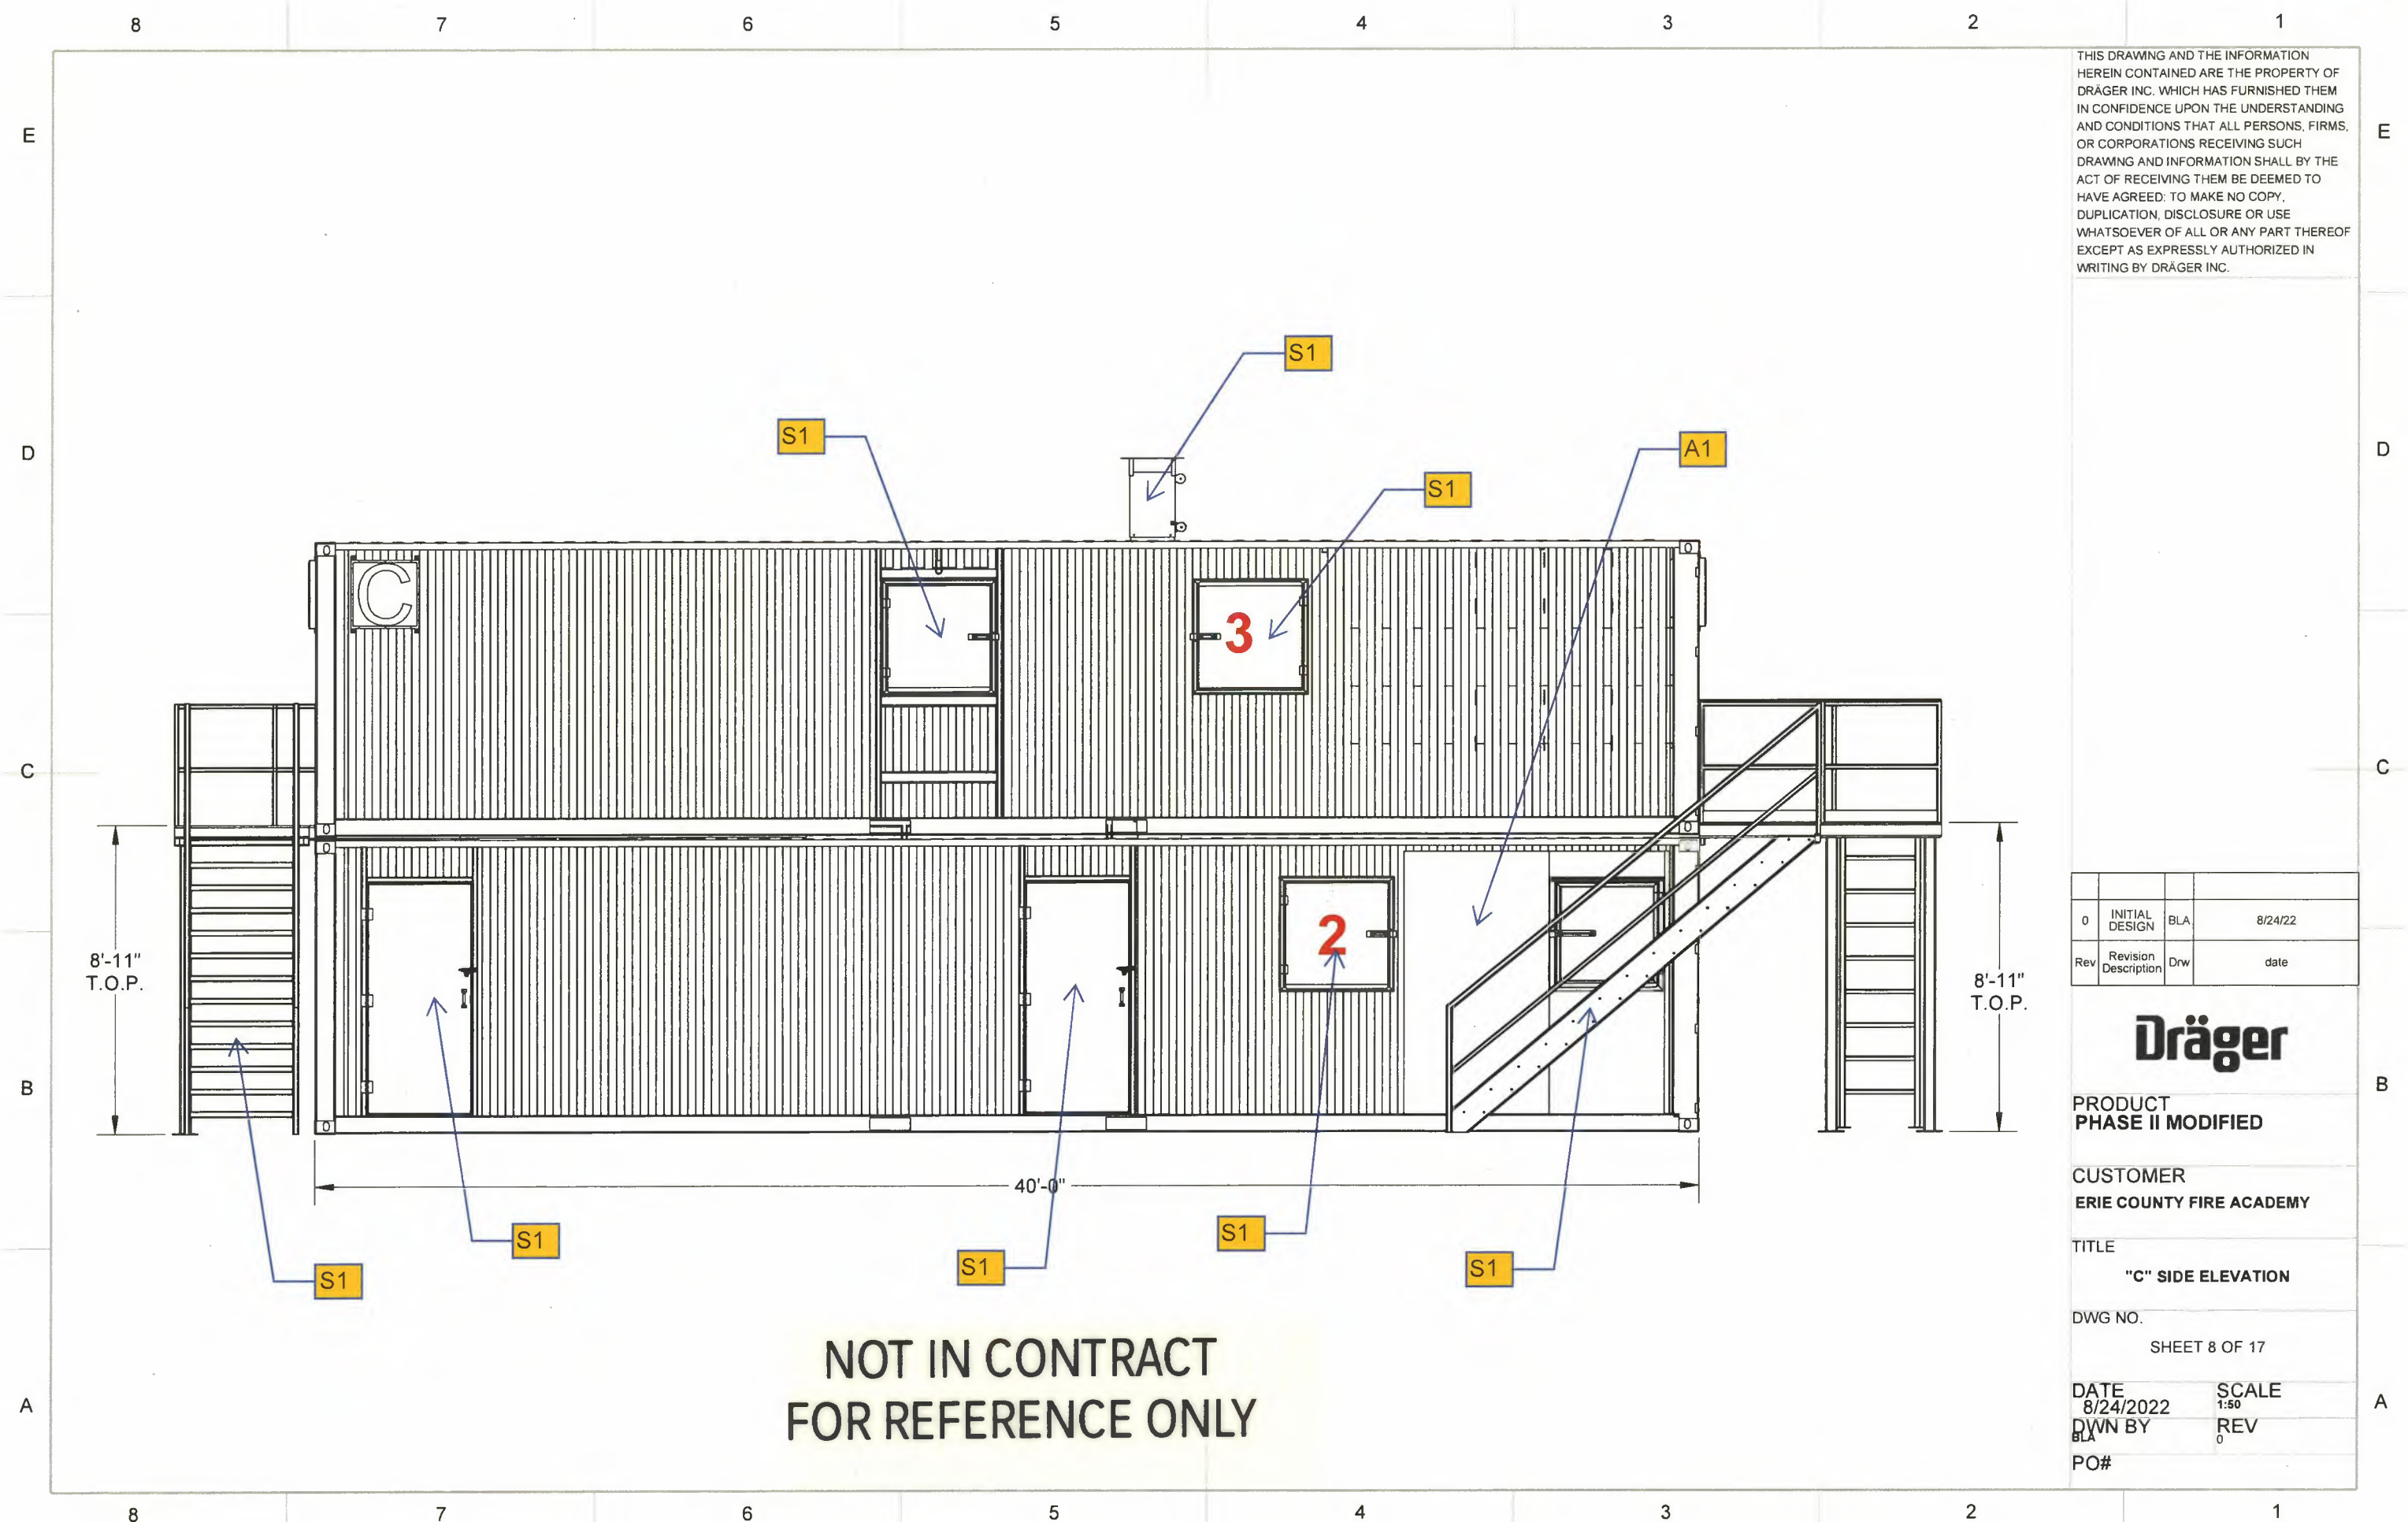 8 7 6 5 4 3 2 1
THIS DRAWING AND THE INFORMATION
HEREIN CONTAINED ARE THE PROPERTY OF
DRÄGER INC. WHICH HAS FURNISHED THEM
IN CONFIDENCE UPON THE UNDERSTANDING
AND CONDITIONS THAT ALL PERSONS, FIRMS,
OR CORPORATIONS RECEIVING SUCH
DRAWING AND INFORMATION SHALL BY THE
ACT OF RECEIVING THEM BE DEEMED TO
HAVE AGREED: TO MAKE NO COPY,
DUPLICATION, DISCLOSURE OR USE
WHATSOEVER OF ALL OR ANY PART THEREOF
EXCEPT AS EXPRESSLY AUTHORIZED IN
WRITING BY DRÄGER INC.
E E
S1
S1
A1
D D
S1
C
3
C C
2
8'-11"
T.O.P.
8'-11"
T.O.P.
0 INITIAL DESIGN BLA 8/24/22
Rev Revision Description Drw date
Dräger
B B
PRODUCT
PHASE II MODIFIED
40'-0"
CUSTOMER
ERIE COUNTY FIRE ACADEMY
S1
S1
S1
S1
S1
TITLE
"C" SIDE ELEVATION
DWG NO.
SHEET 8 OF 17
NOT IN CONTRACT
FOR REFERENCE ONLY
A A
DATE SCALE
8/24/2022 1:50
DWN BY REV
BLA 0
PO#
8 7 6 5 4 3 2 1